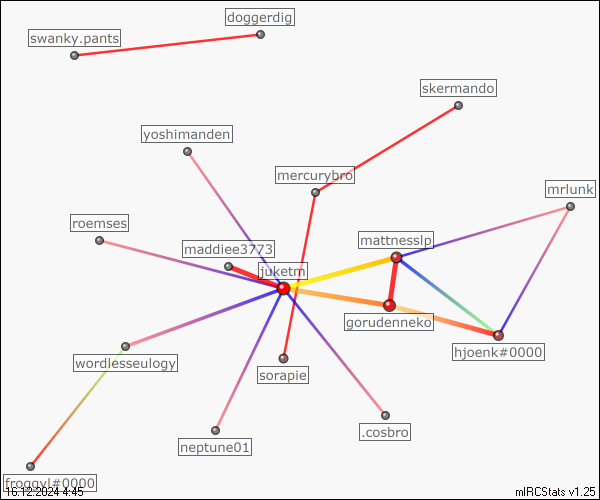 doggerdig
swanky.pants
skermando
yoshimanden
mercurybro
mrlunk
roemses
mattnesslp
maddiee3773
juketm
gorudenneko
hjoenk#0000
wordlesseulogy
sorapie
.cosbro
neptune01
froggyl#0000
16.12.2024 4:45
mIRCStats v1.25